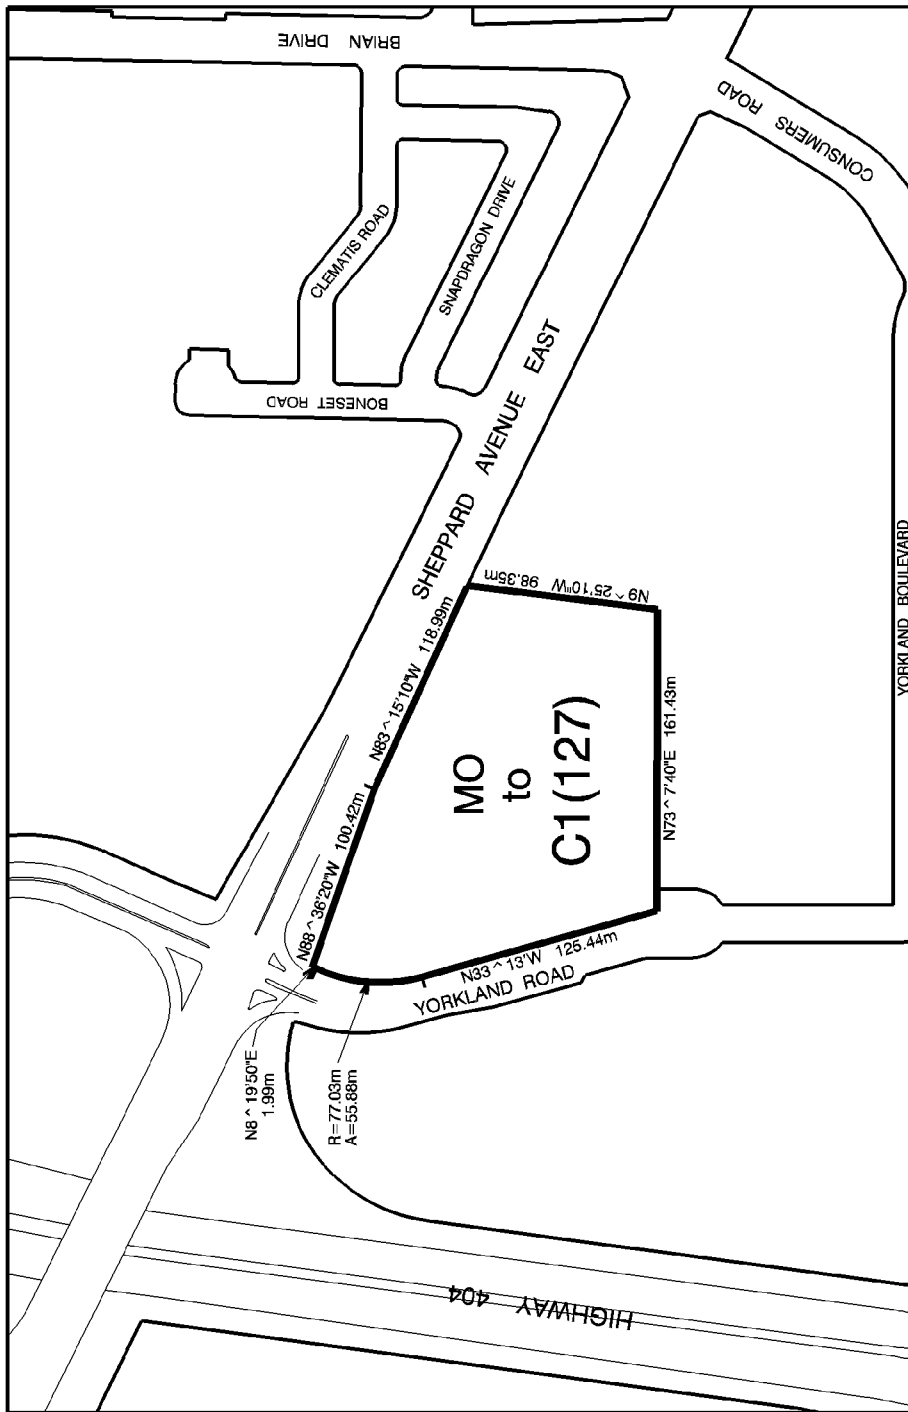 BRIAN DRIVE
CONSUMERS ROAD
CLEMATIS ROAD
SNAPDRAGON DRIVE
BONESET ROAD
SHEPPARD AVENUE EAST
YORKLAND BOULEVARD
N9^25'10"W 98.35m
N83^15'10"W 118.99m
N88^36'20"W 100.42m
MO
to
C1(127)
N73^7'40"E 161.43m
N33^13'W 125.44m
YORKLAND ROAD
N8^19'50"E
1.99m
R=77.03m
A=55.88m
HIGHWAY 404